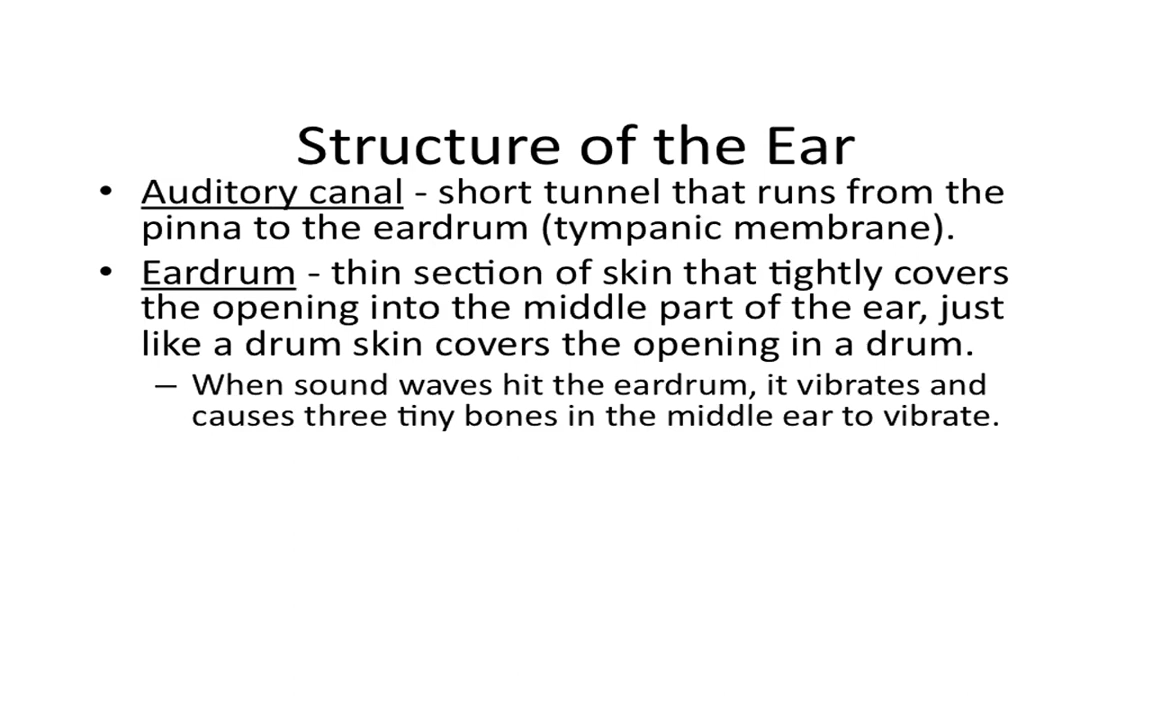 Structure of the Ear
• Auditory canal - short tunnel that runs from the
pinna to the eardrum (tympanic membrane).
• Eardrum - thin section of skin that tightly covers
the opening into the middle part of the ear, just
like a drum skin covers the opening in a drum.
– When sound waves hit the eardrum, it vibrates and
causes three tiny bones in the middle ear to vibrate.